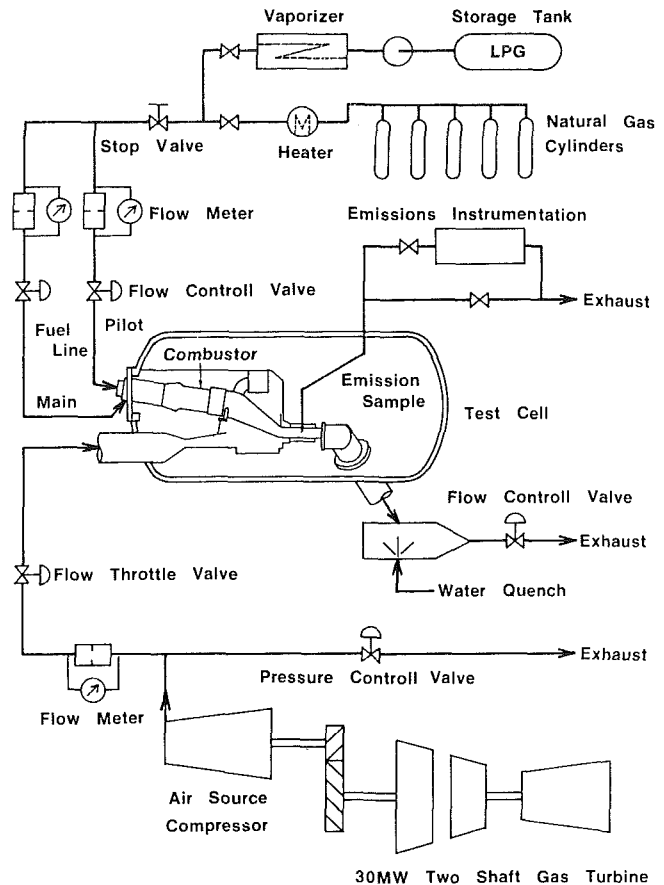 Vaporizer
Storage Tank
LPG
Stop Valve
M
Heater
Natural Gas
Cylinders
Flow Meter
Emissions Instrumentation
Flow Controll Valve
Exhaust
Fuel
Line
Pilot
Combustor
Main
Emission
Sample
Test Cell
Flow Controll Valve
Exhaust
Water Quench
Flow Throttle Valve
Exhaust
Pressure Controll Valve
Flow Meter
Air Source
Compressor
30MW Two Shaft Gas Turbine